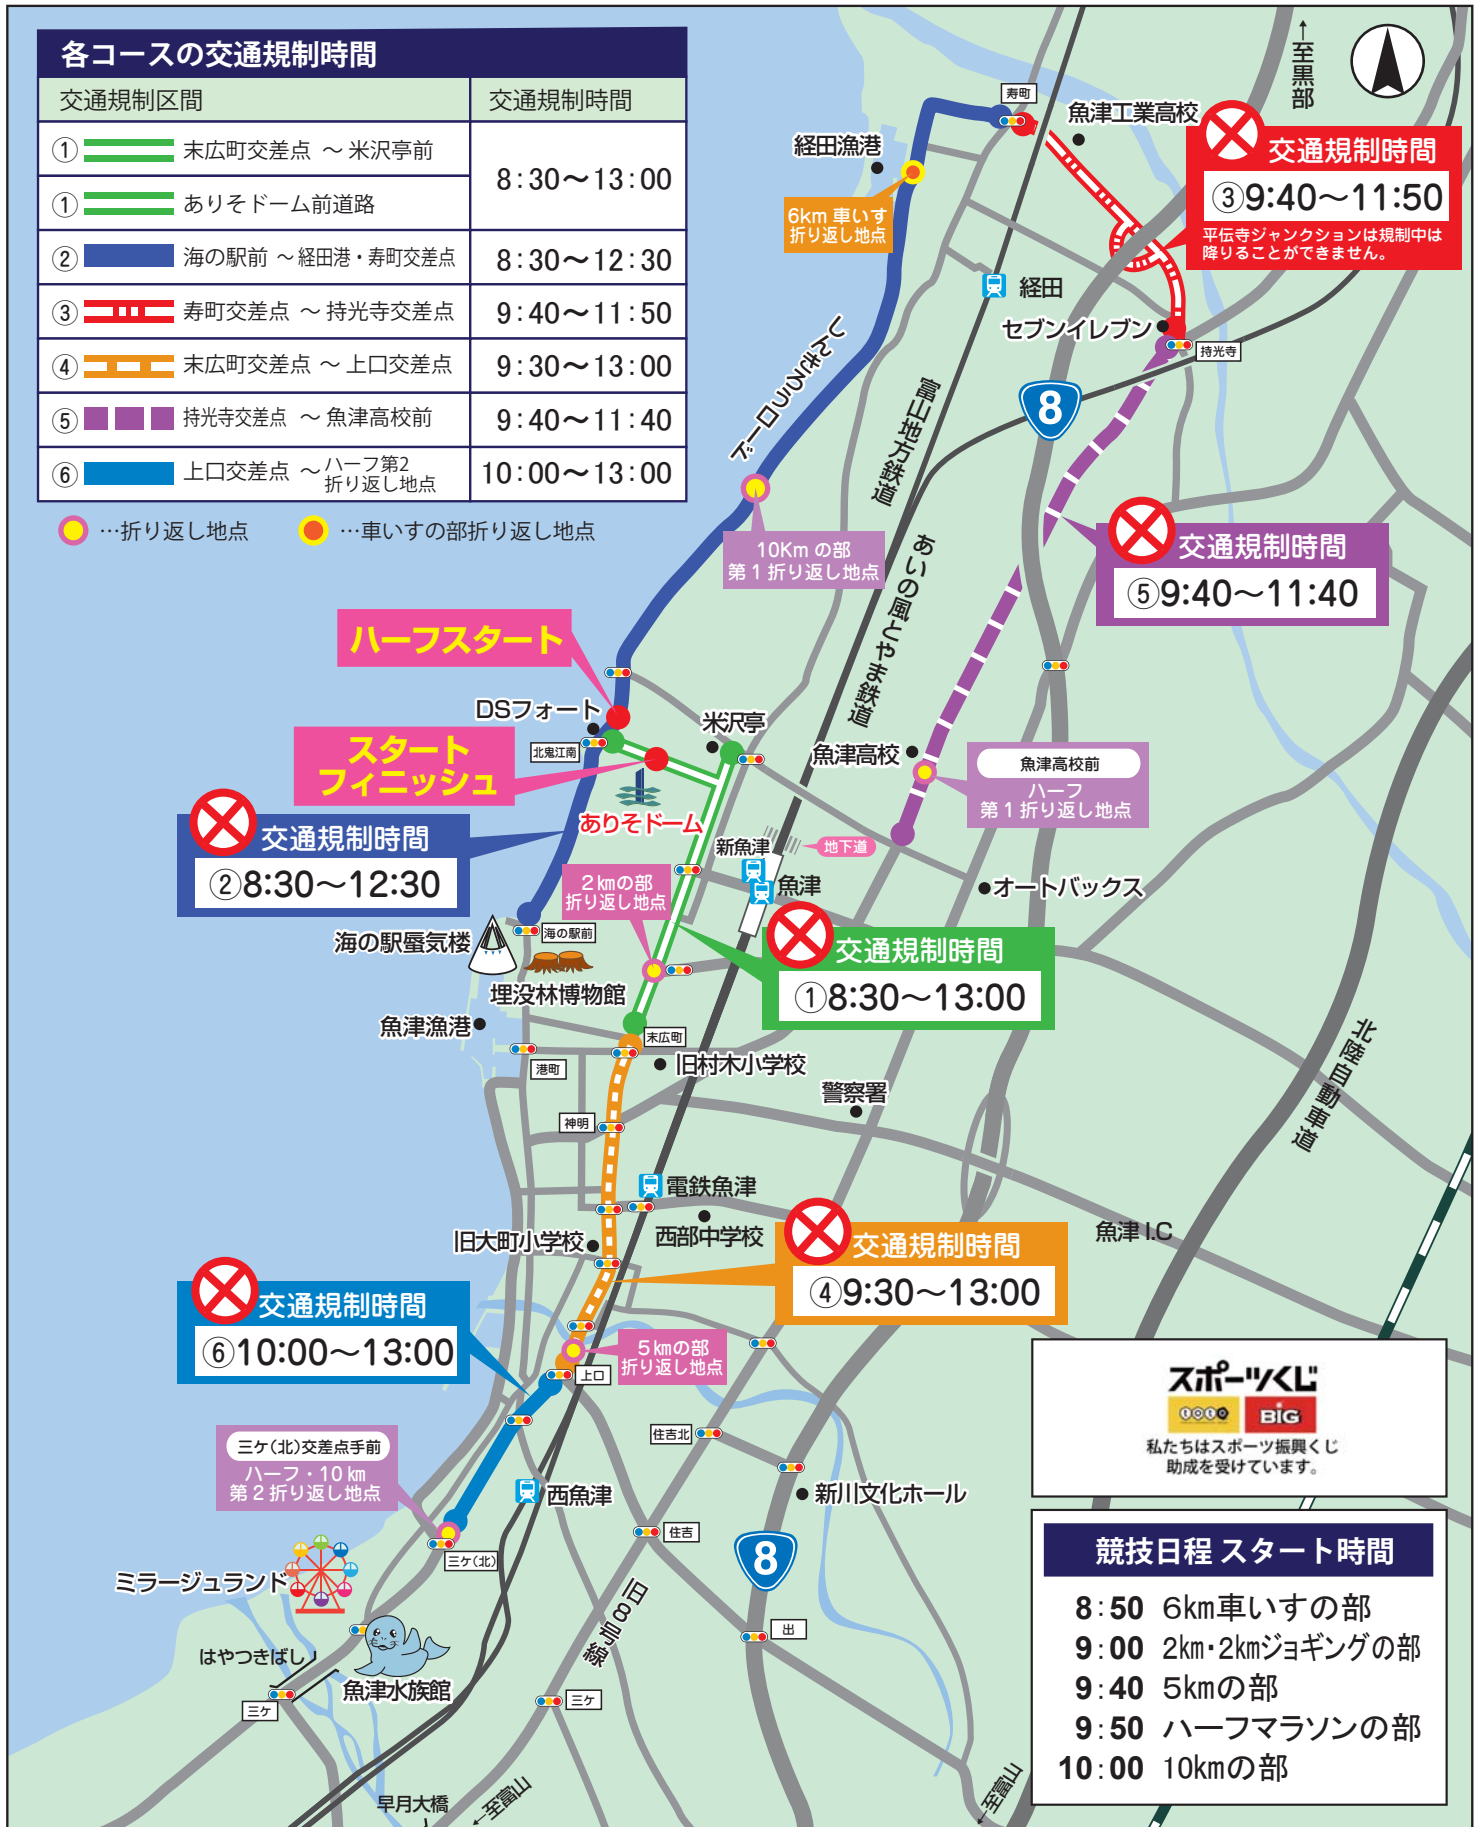 各コースの交通規制時間
交通規制区間
交通規制時間
① 末広町交差点 ～ 米沢亭前
8:30～13:00
① ありそドーム前道路
② 海の駅前 ～ 経田港・寿町交差点
8:30～12:30
③ 寿町交差点 ～ 持光寺交差点
9:40～11:50
④ 末広町交差点 ～ 上口交差点
9:30～13:00
⑤ 持光寺交差点 ～ 魚津高校前
9:40～11:40
⑥ 上口交差点 ～ ハーフ第2
折り返し地点
10:00～13:00
…折り返し地点
…車いすの部折り返し地点
↑至黒部
寿町
魚津工業高校
経田漁港
交通規制時間
③9:40～11:50
平伝寺ジャンクションは規制中は
降りることができません。
6km 車いす
折り返し地点
経田
セブンイレブン
持光寺
しんきろうロード
富山地方鉄道
8
10Km の部
第1折り返し地点
あいの風とやま鉄道
交通規制時間
⑤9:40～11:40
ハーフスタート
DSフォート
北鬼江南
米沢亭
スタート
フィニッシュ
魚津高校
魚津高校前
ハーフ
第1折り返し地点
ありそドーム
交通規制時間
②8:30～12:30
新魚津
地下道
魚津
2kmの部
折り返し地点
オートバックス
海の駅前
海の駅蜃気楼
埋没林博物館
交通規制時間
①8:30～13:00
魚津漁港
末広町
港町
旧村木小学校
警察署
神明
北陸自動車道
電鉄魚津
西部中学校
旧大町小学校
魚津 I.C
交通規制時間
④9:30～13:00
交通規制時間
⑥10:00～13:00
5kmの部
折り返し地点
上口
三ケ(北)交差点手前
ハーフ・10km
第2折り返し地点
住吉北
西魚津
新川文化ホール
住吉
三ケ(北)
8
ミラージュランド
旧8号線
出
はやつきばし
魚津水族館
三ケ
三ケ
早月大橋
←至富山
←至富山
スポーツくじ
toto
BIG
私たちはスポーツ振興くじ
助成を受けています。
競技日程 スタート時間
8:50 6km車いすの部
9:00 2km・2kmジョギングの部
9:40 5kmの部
9:50 ハーフマラソンの部
10:00 10kmの部